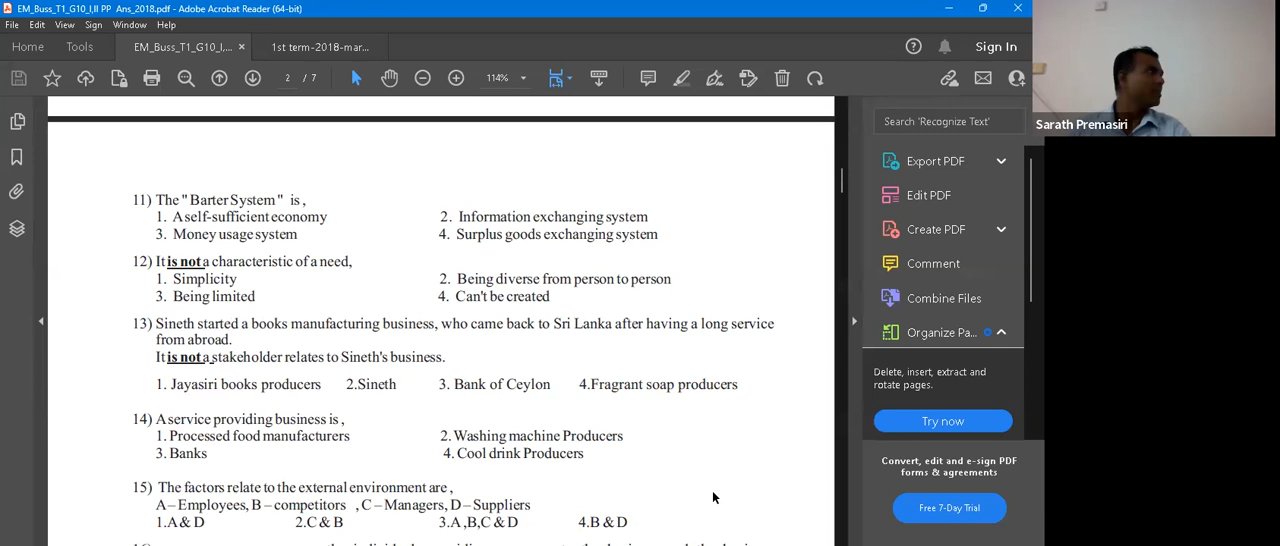 EM_Buss_T1_G10_I,II PP Ans_2018.pdf - Adobe Acrobat Reader (64-bit)
File Edit View Sign Window Help
Home Tools EM_Buss_T1_G10_I,... × 1st term-2018-mar... Sign In
2 / 7 114%
Sarath Premasiri
11) The " Barter System " is ,
1. A self-sufficient economy 2. Information exchanging system
3. Money usage system 4. Surplus goods exchanging system
12) It is not a characteristic of a need,
1. Simplicity 2. Being diverse from person to person
3. Being limited 4. Can't be created
13) Sineth started a books manufacturing business, who came back to Sri Lanka after having a long service
from abroad.
It is not a stakeholder relates to Sineth's business.
1. Jayasiri books producers 2.Sineth 3. Bank of Ceylon 4.Fragrant soap producers
14) A service providing business is ,
1. Processed food manufacturers 2. Washing machine Producers
3. Banks 4. Cool drink Producers
15) The factors relate to the external environment are ,
A – Employees, B – competitors , C – Managers, D – Suppliers
1.A & D 2.C & B 3.A ,B,C & D 4.B & D
Search 'Recognize Text'
Export PDF
Edit PDF
Create PDF
Comment
Combine Files
Organize Pa...
Delete, insert, extract and
rotate pages.
Try now
Convert, edit and e-sign PDF
forms & agreements
Free 7-Day Trial